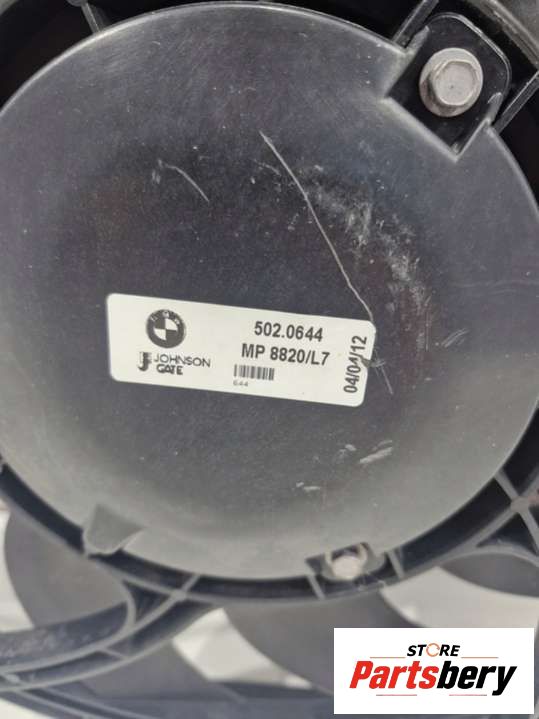 502.0644
JOHNSON
GATE
MP 8820/L7
644
04/04/12
STORE
Partsbery